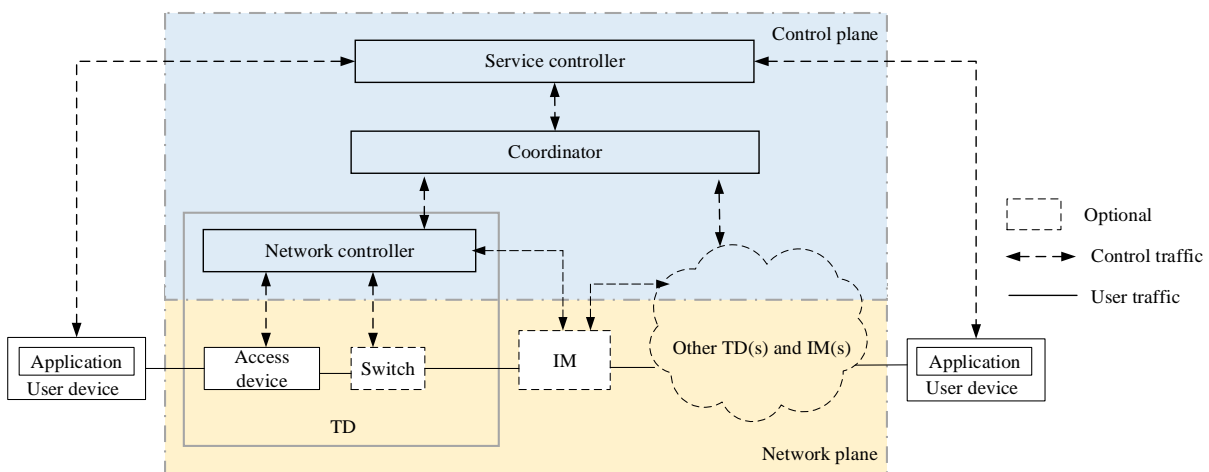 Control plane
Service controller
Coordinator
Network controller
Optional
Control traffic
User traffic
Application
User device
Access
device
Switch
IM
Other TD(s) and IM(s)
Application
User device
TD
Network plane